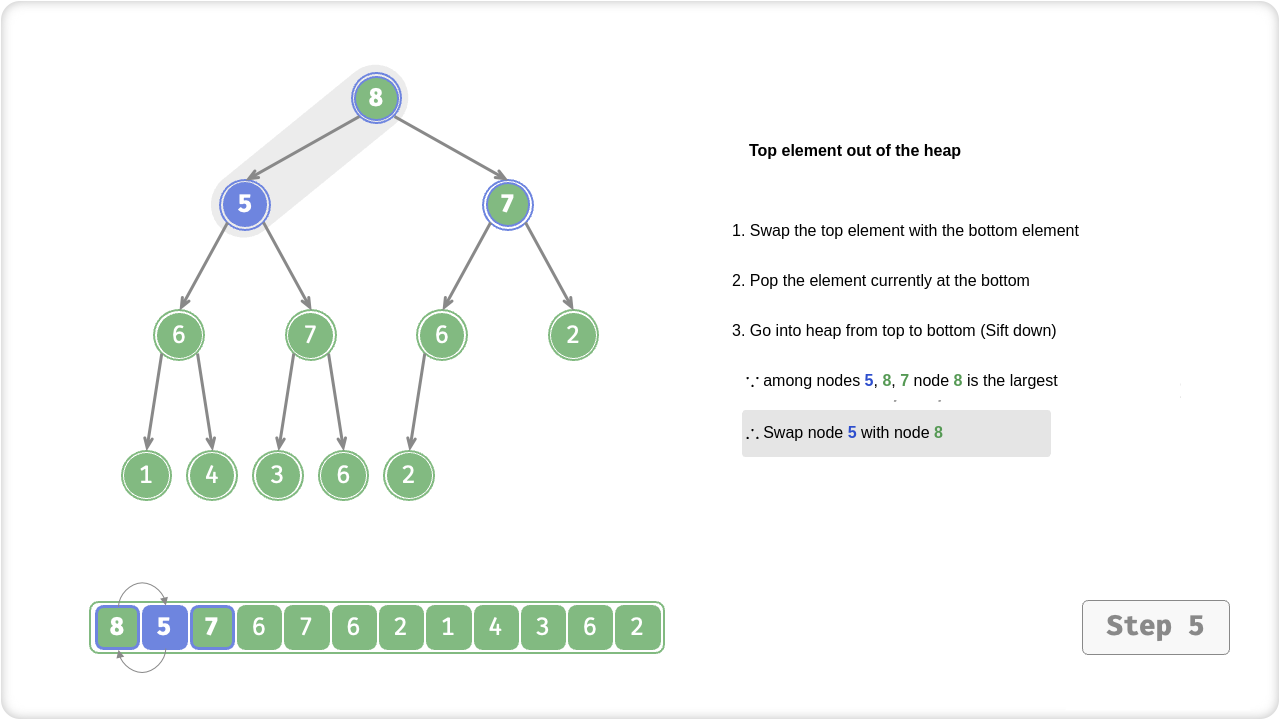 8
Top element out of the heap
5 7
1. Swap the top element with the bottom element
2. Pop the element currently at the bottom
6 7 6 2
3. Go into heap from top to bottom (Sift down)
∵ among nodes 5, 8, 7 node 8 is the largest
∴ Swap node 5 with node 8
1 4 3 6 2
8 5 7 6 7 6 2 1 4 3 6 2
Step 5